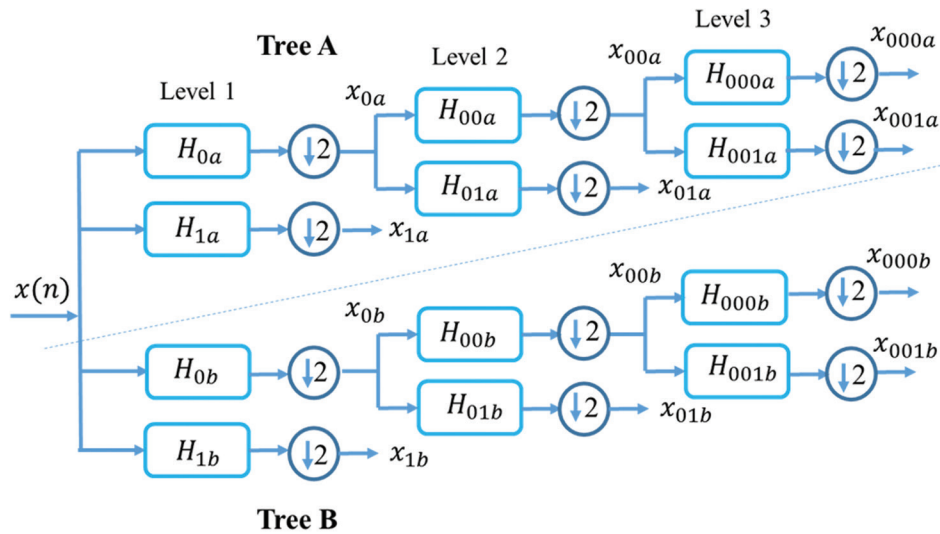 Tree A
Level 1
Level 2
Level 3
x_{0a}
x_{00a}
x_{000a}
H_{0a}
↓2
H_{00a}
↓2
H_{000a}
↓2
x_{001a}
H_{001a}
↓2
H_{01a}
↓2
x_{01a}
H_{1a}
↓2
x_{1a}
x(n)
x_{0b}
x_{00b}
x_{000b}
H_{0b}
↓2
H_{00b}
↓2
H_{000b}
↓2
x_{001b}
H_{001b}
↓2
H_{01b}
↓2
x_{01b}
H_{1b}
↓2
x_{1b}
Tree B